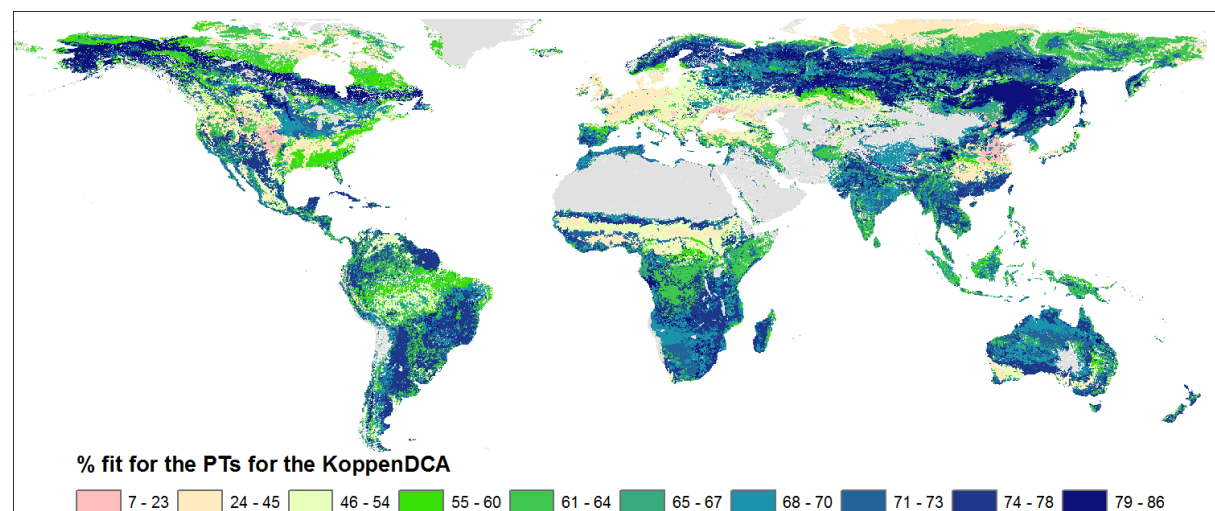 % fit for the PTs for the KoppenDCA
7 - 23 24 - 45 46 - 54 55 - 60 61 - 64 65 - 67 68 - 70 71 - 73 74 - 78 79 - 86